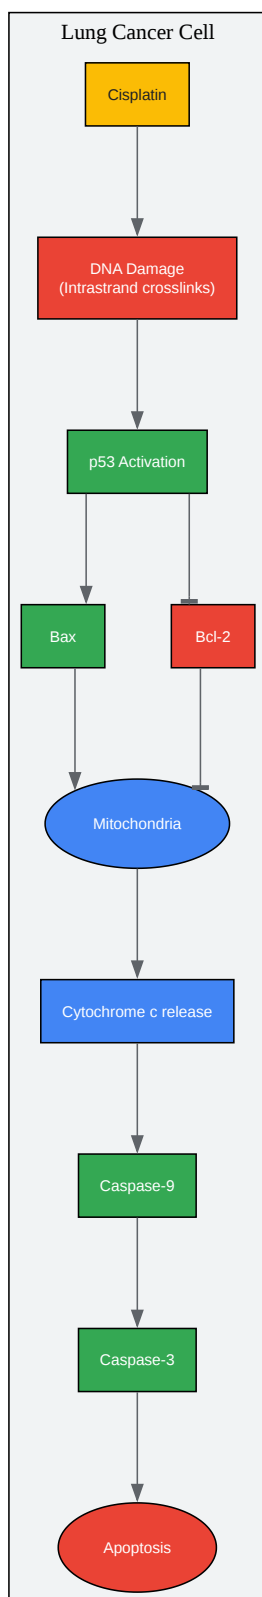 Lung Cancer Cell
Cisplatin
DNA Damage
(Intrastrand crosslinks)
p53 Activation
Bax
Bcl-2
Mitochondria
Cytochrome c release
Caspase-9
Caspase-3
Apoptosis